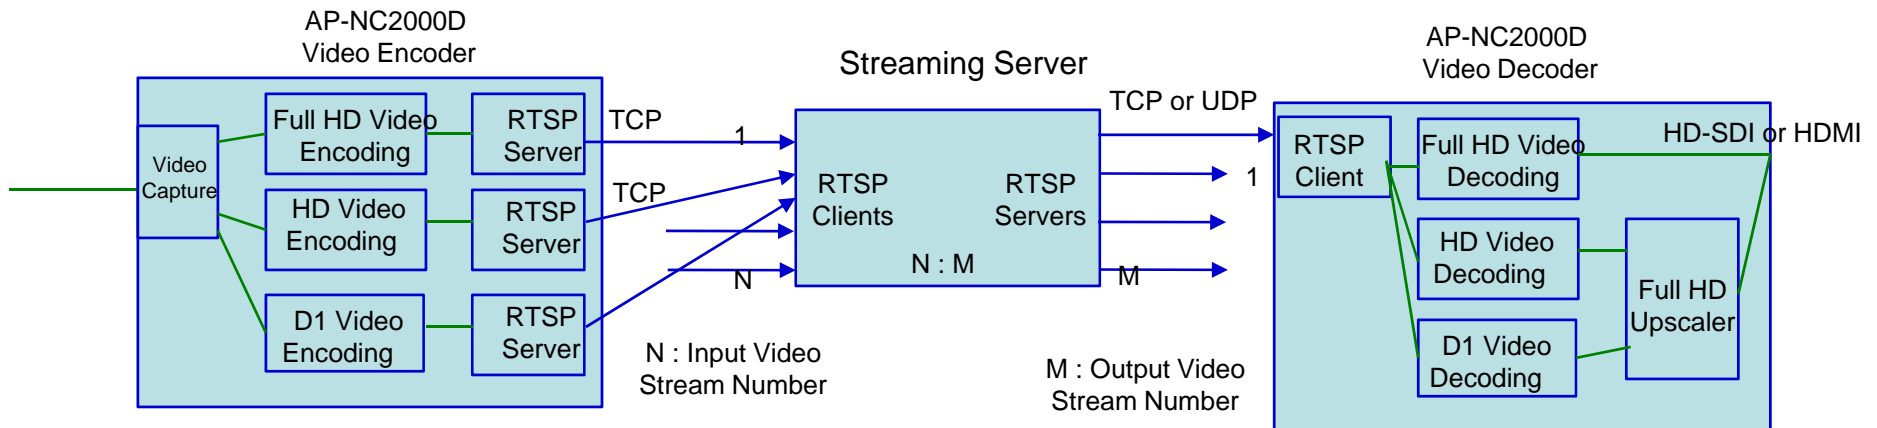 AP-NC2000D
Video Encoder
Video
Capture
Full HD Video
Encoding
RTSP
Server
HD Video
Encoding
RTSP
Server
D1 Video
Encoding
RTSP
Server
TCP
1
TCP
N
N : Input Video
Stream Number
Streaming Server
RTSP
Clients
RTSP
Servers
N : M
TCP or UDP
1
M
M : Output Video
Stream Number
AP-NC2000D
Video Decoder
RTSP
Client
Full HD Video
Decoding
HD-SDI or HDMI
HD Video
Decoding
D1 Video
Decoding
Full HD
Upscaler